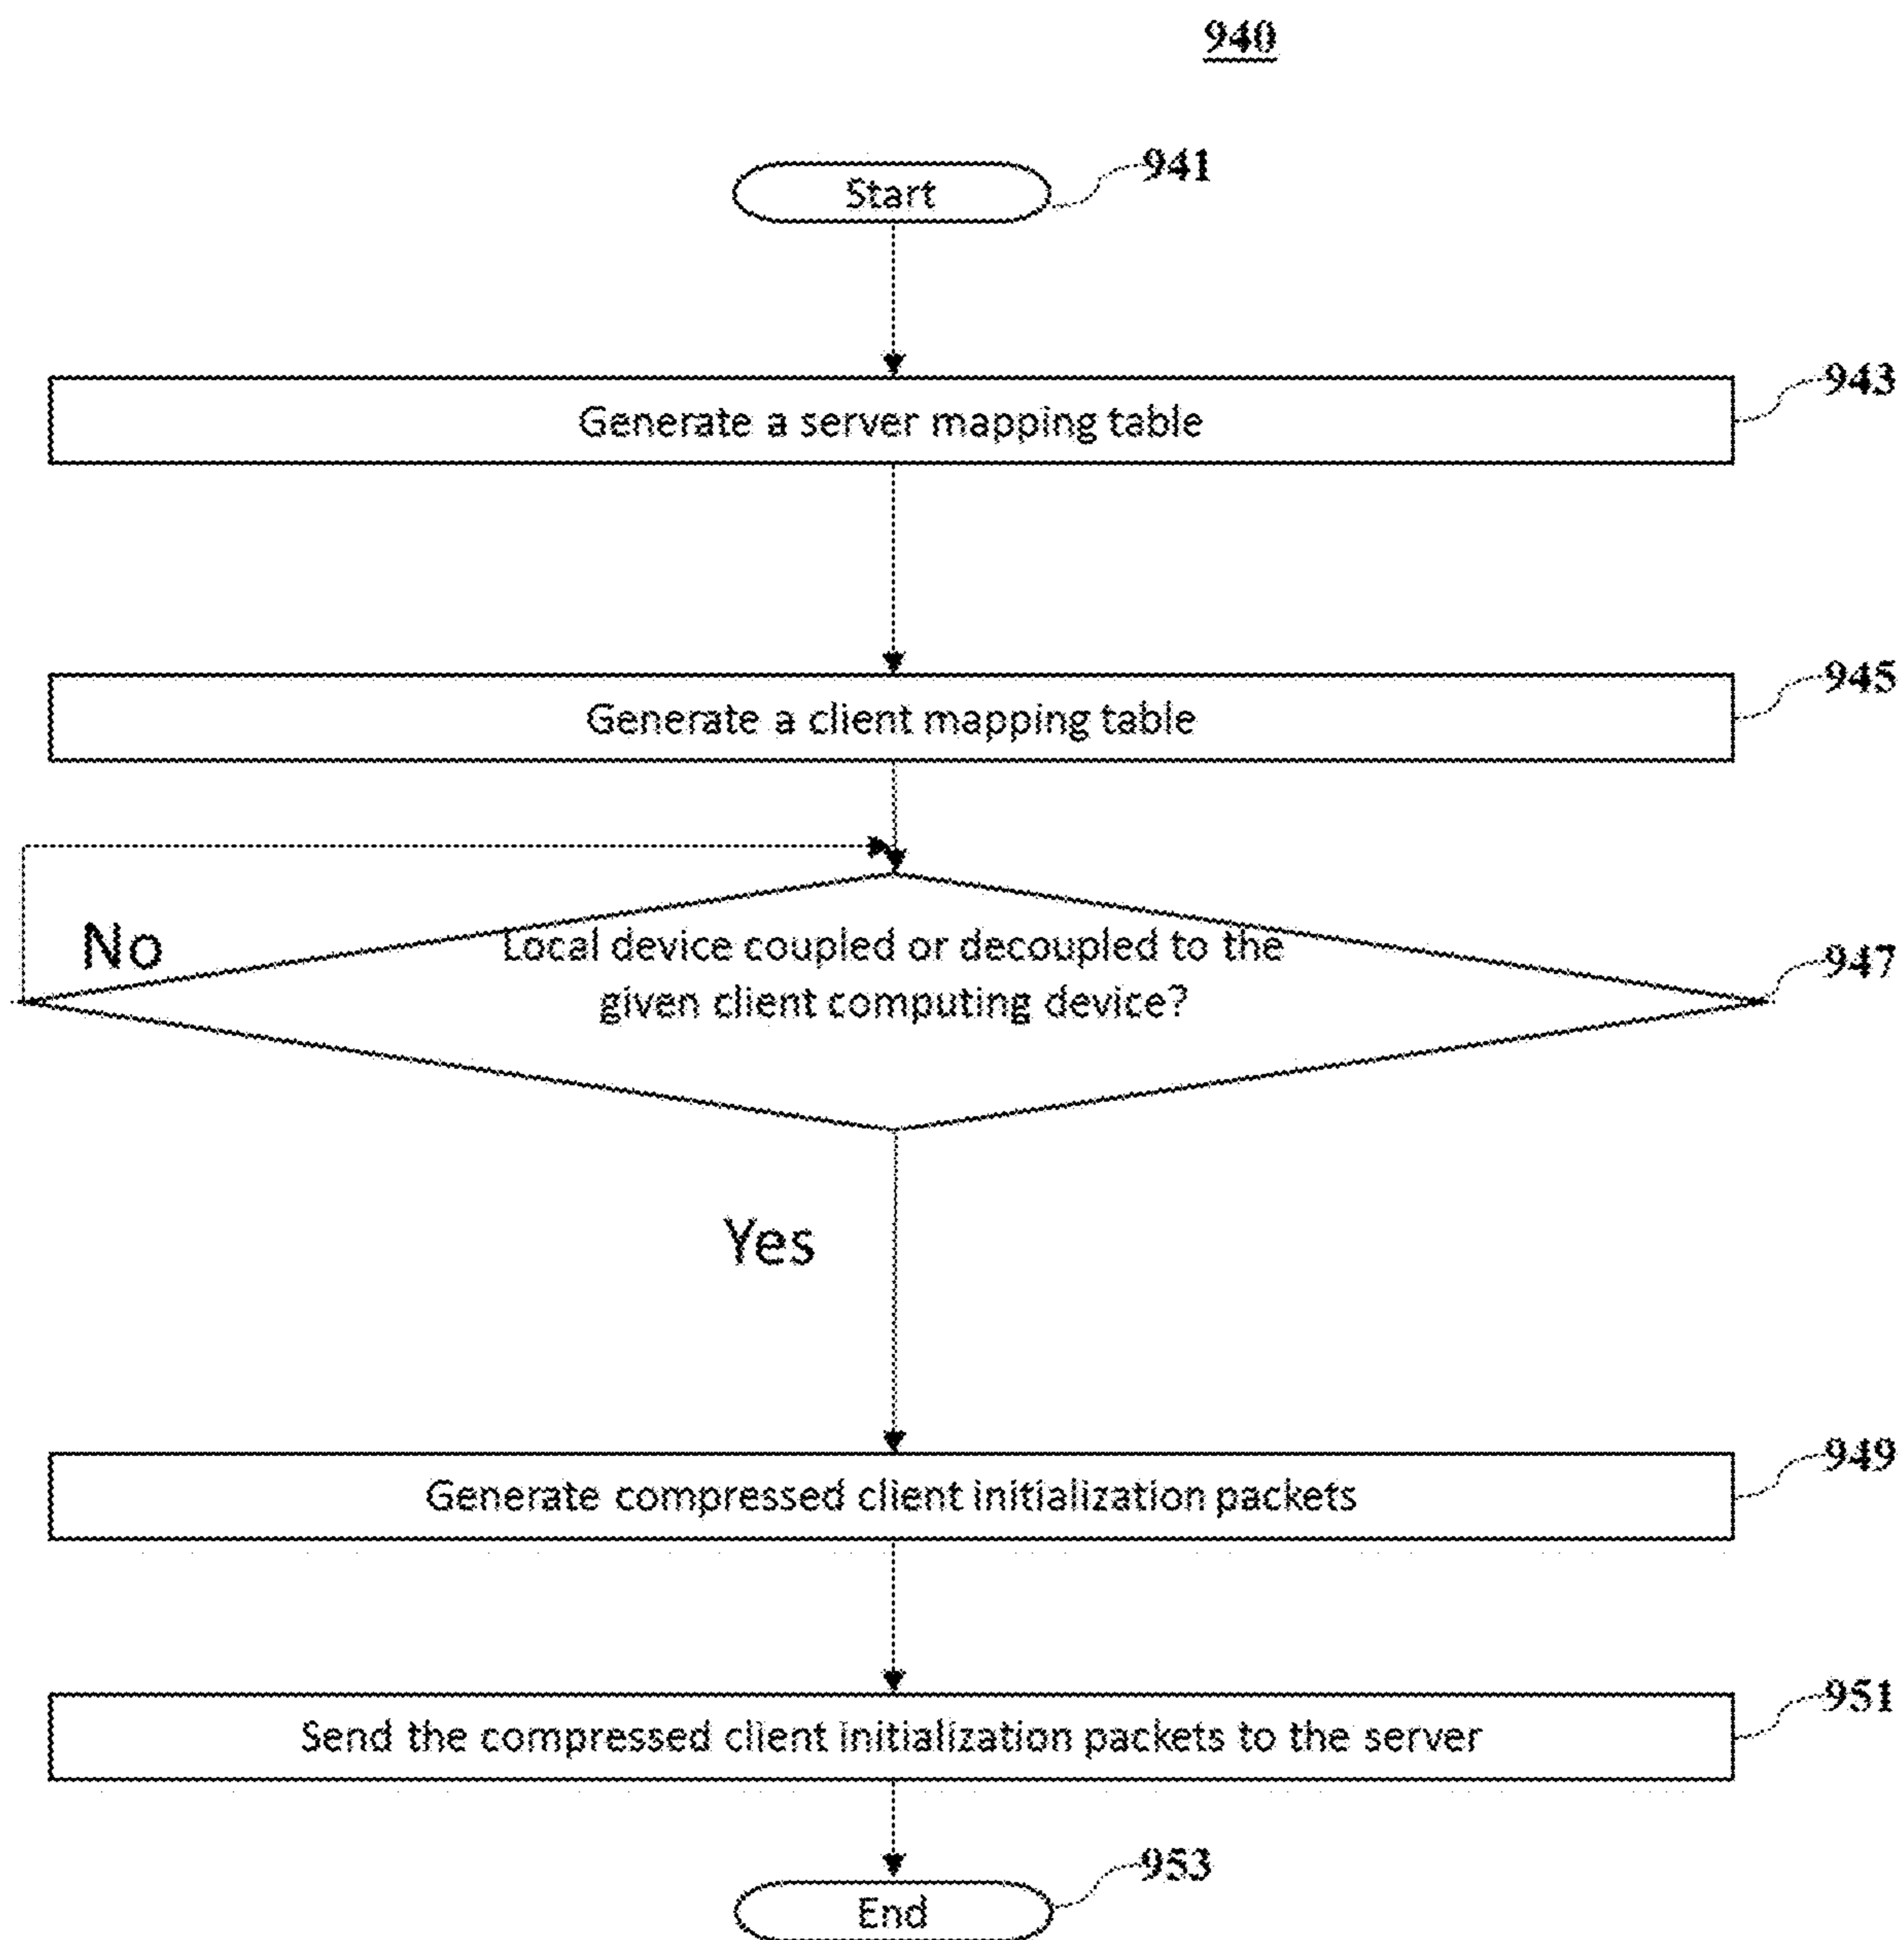 940
Start
941
Generate a server mapping table
943
Generate a client mapping table
945
No
Local device coupled or decoupled to the
given client computing device?
947
Yes
Generate compressed client initialization packets
949
Send the compressed client initialization packets to the server
951
End
953